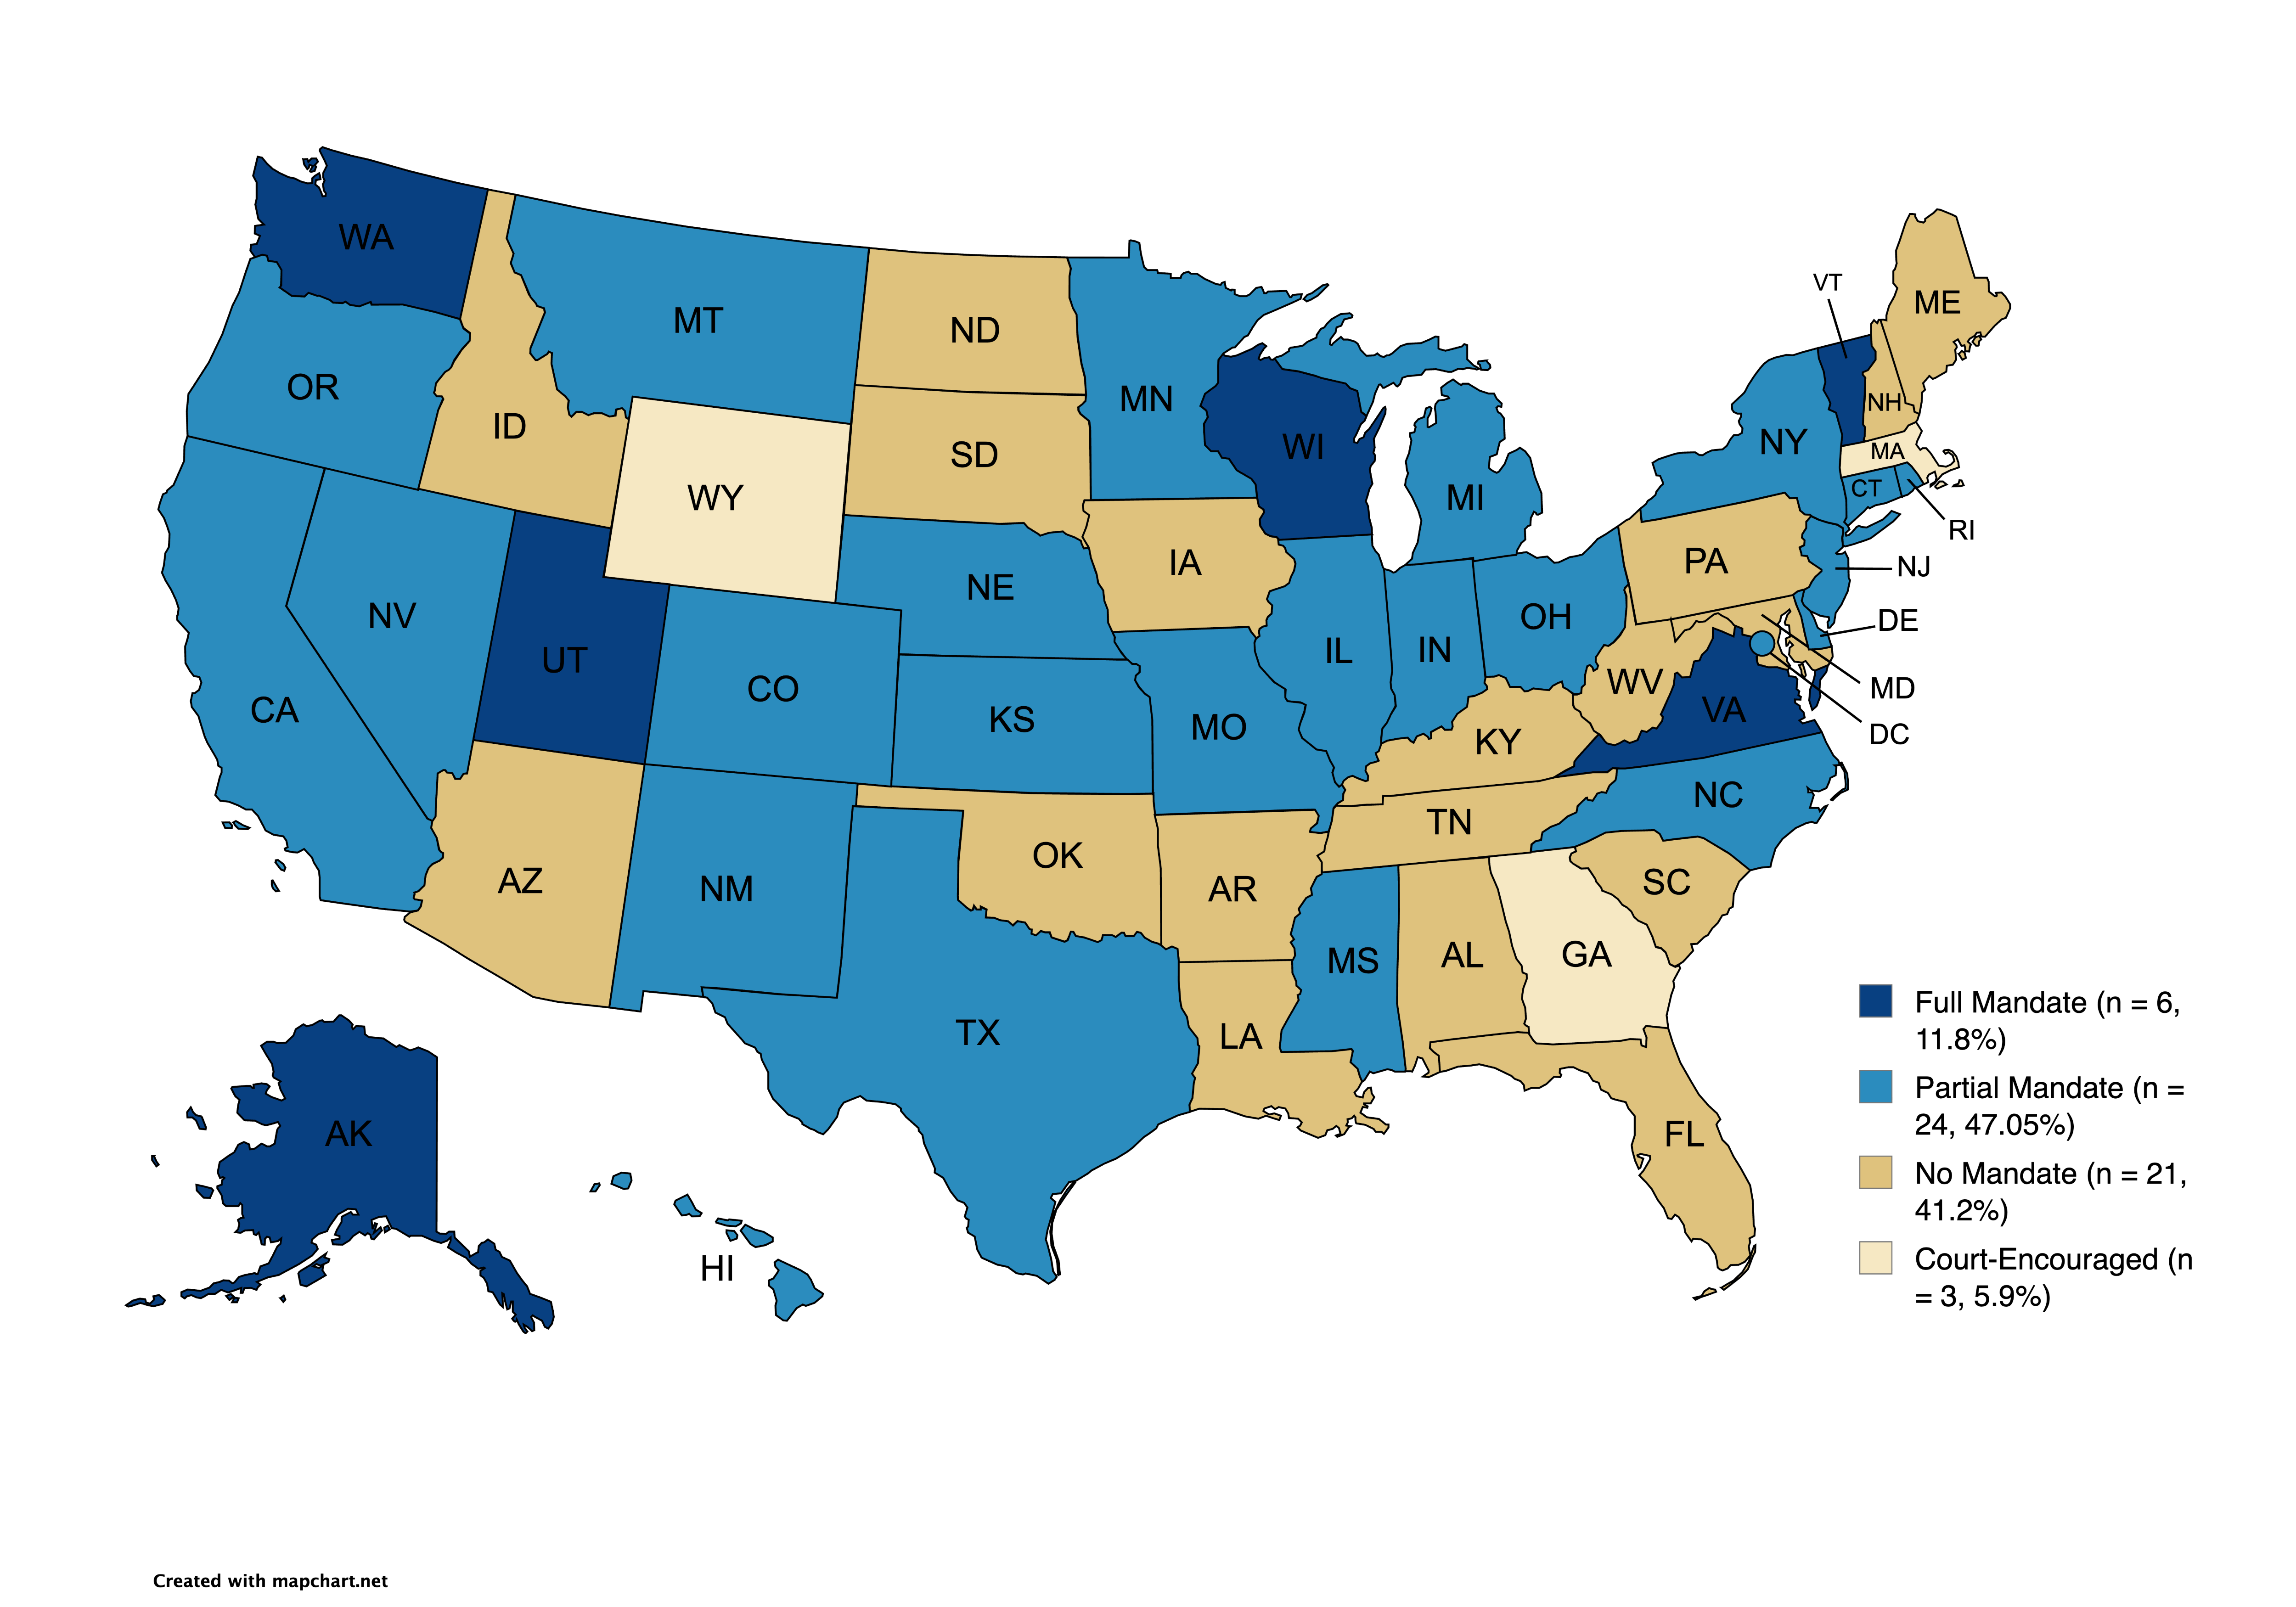 WA
MT
ND
MN
VT
ME
OR
ID
SD
WI
MI
NY
NH
MA
CT
RI
WY
NE
IA
PA
NJ
NV
UT
CO
KS
MO
IL
IN
OH
WV
VA
DE
MD
DC
CA
KY
NC
AZ
NM
OK
AR
TN
SC
TX
LA
MS
AL
GA
FL
AK
HI
Full Mandate (n = 6,
11.8%)
Partial Mandate (n =
24, 47.05%)
No Mandate (n = 21,
41.2%)
Court-Encouraged (n
= 3, 5.9%)
Created with mapchart.net